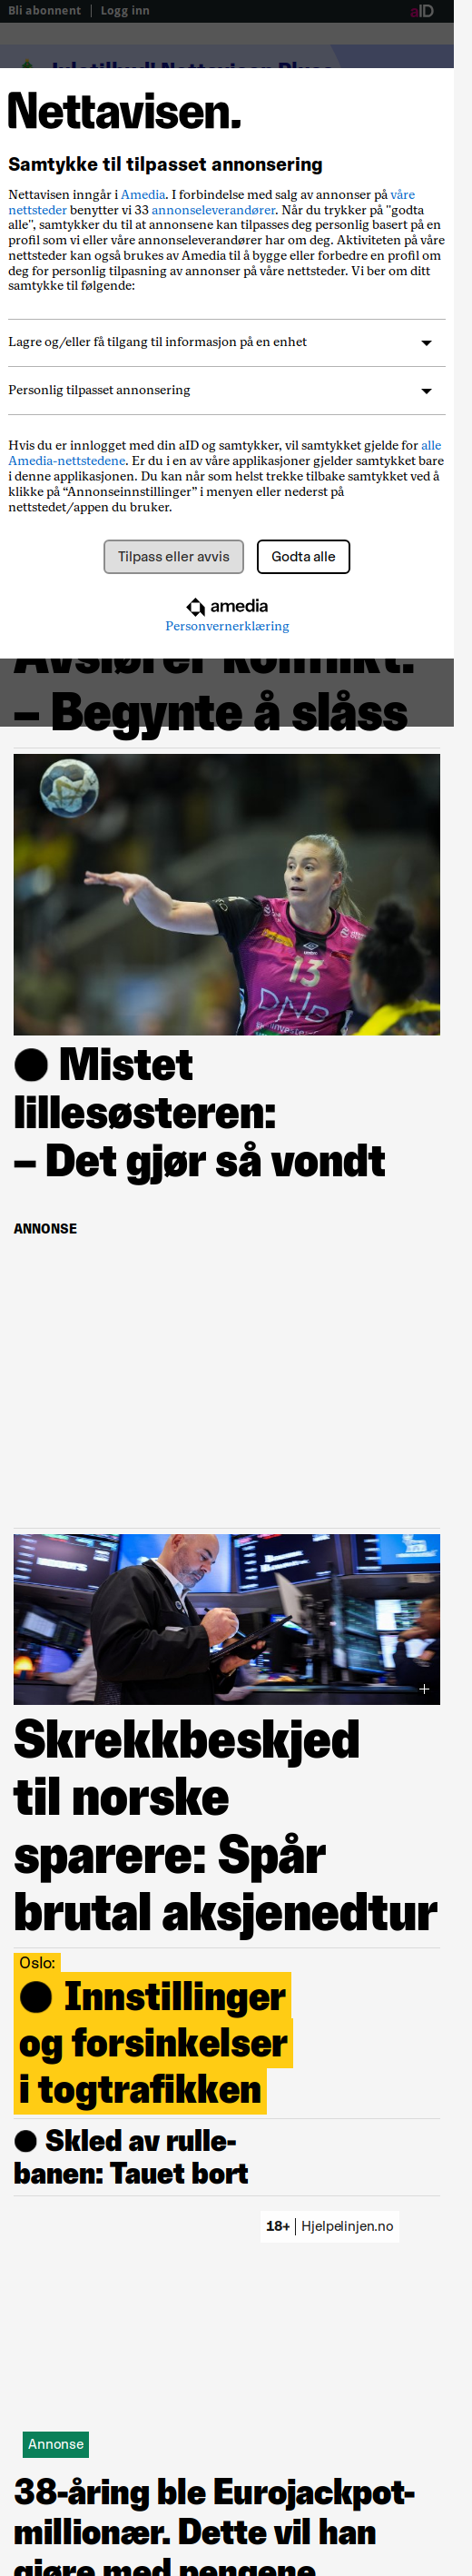 Bli abonnent | Logg inn
aID
Nettavisen.
Samtykke til tilpasset annonsering
Nettavisen inngår i Amedia. I forbindelse med salg av annonser på våre
nettsteder benytter vi 33 annonseleverandører. Når du trykker på "godta
alle", samtykker du til at annonsene kan tilpasses deg personlig basert på en
profil som vi eller våre annonseleverandører har om deg. Aktiviteten på våre
nettsteder kan også brukes av Amedia til å bygge eller forbedre en profil om
deg for personlig tilpasning av annonser på våre nettsteder. Vi ber om ditt
samtykke til følgende:
Lagre og/eller få tilgang til informasjon på en enhet
Personlig tilpasset annonsering
Hvis du er innlogget med din aID og samtykker, vil samtykket gjelde for alle
Amedia-nettstedene. Er du i en av våre applikasjoner gjelder samtykket bare
i denne applikasjonen. Du kan når som helst trekke tilbake samtykket ved å
klikke på “Annonseinnstillinger” i menyen eller nederst på
nettstedet/appen du bruker.
Tilpass eller avvis
Godta alle
amedia
Personvernerklæring
Avslører konflikt:
– Begynte å slåss
13
DNB
Mistet
lillesøsteren:
– Det gjør så vondt
ANNONSE
Skrekkbeskjed
til norske
sparere: Spår
brutal aksjenedtur
Oslo:
Innstillinger
og forsinkelser
i togtrafikken
Skled av rulle-
banen: Tauet bort
18+ | Hjelpelinjen.no
Annonse
38-åring ble Eurojackpot-
millionær. Dette vil han
gjøre med pengene